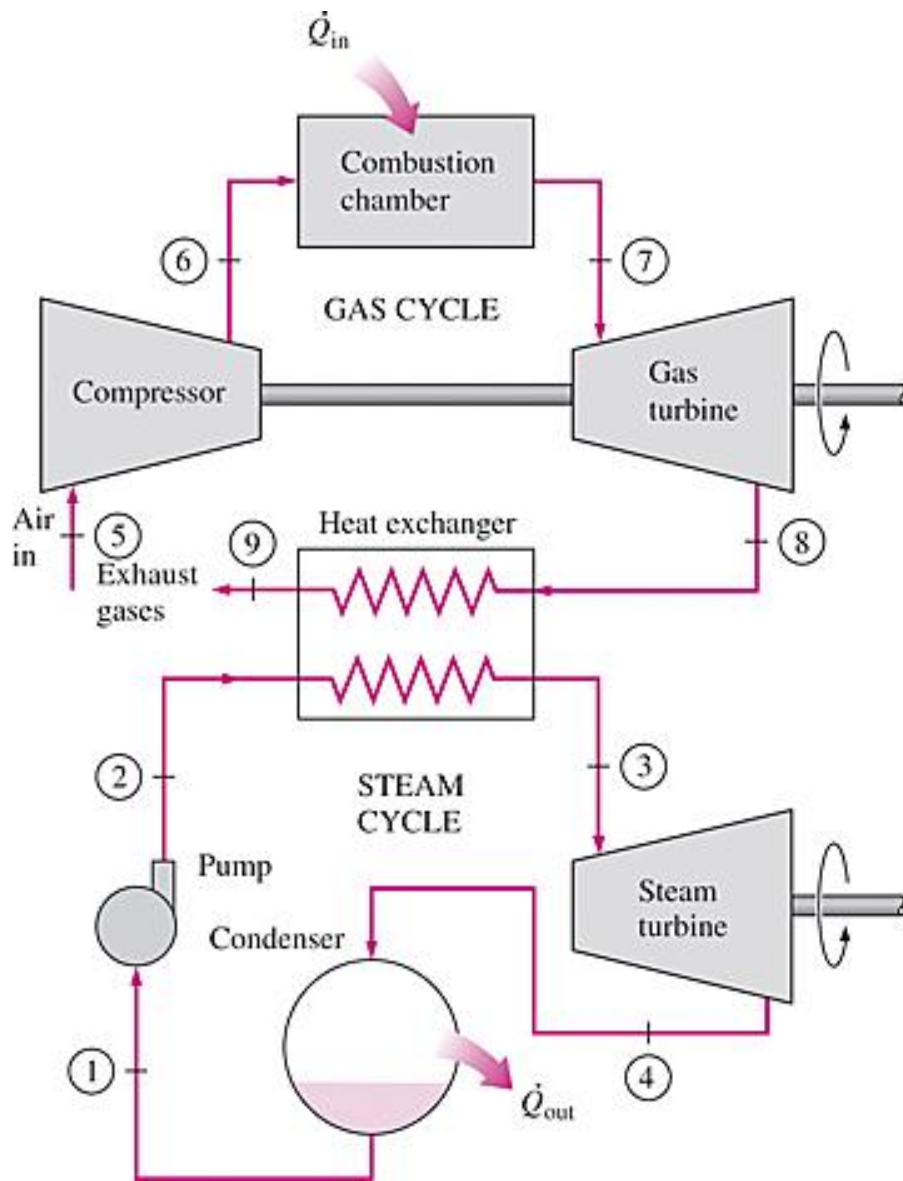 Q̇in
Combustion
chamber
6
7
GAS CYCLE
Compressor
Gas
turbine
Air
in
5
9
Heat exchanger
8
Exhaust
gases
2
STEAM
CYCLE
3
Pump
Condenser
Steam
turbine
1
Q̇out
4